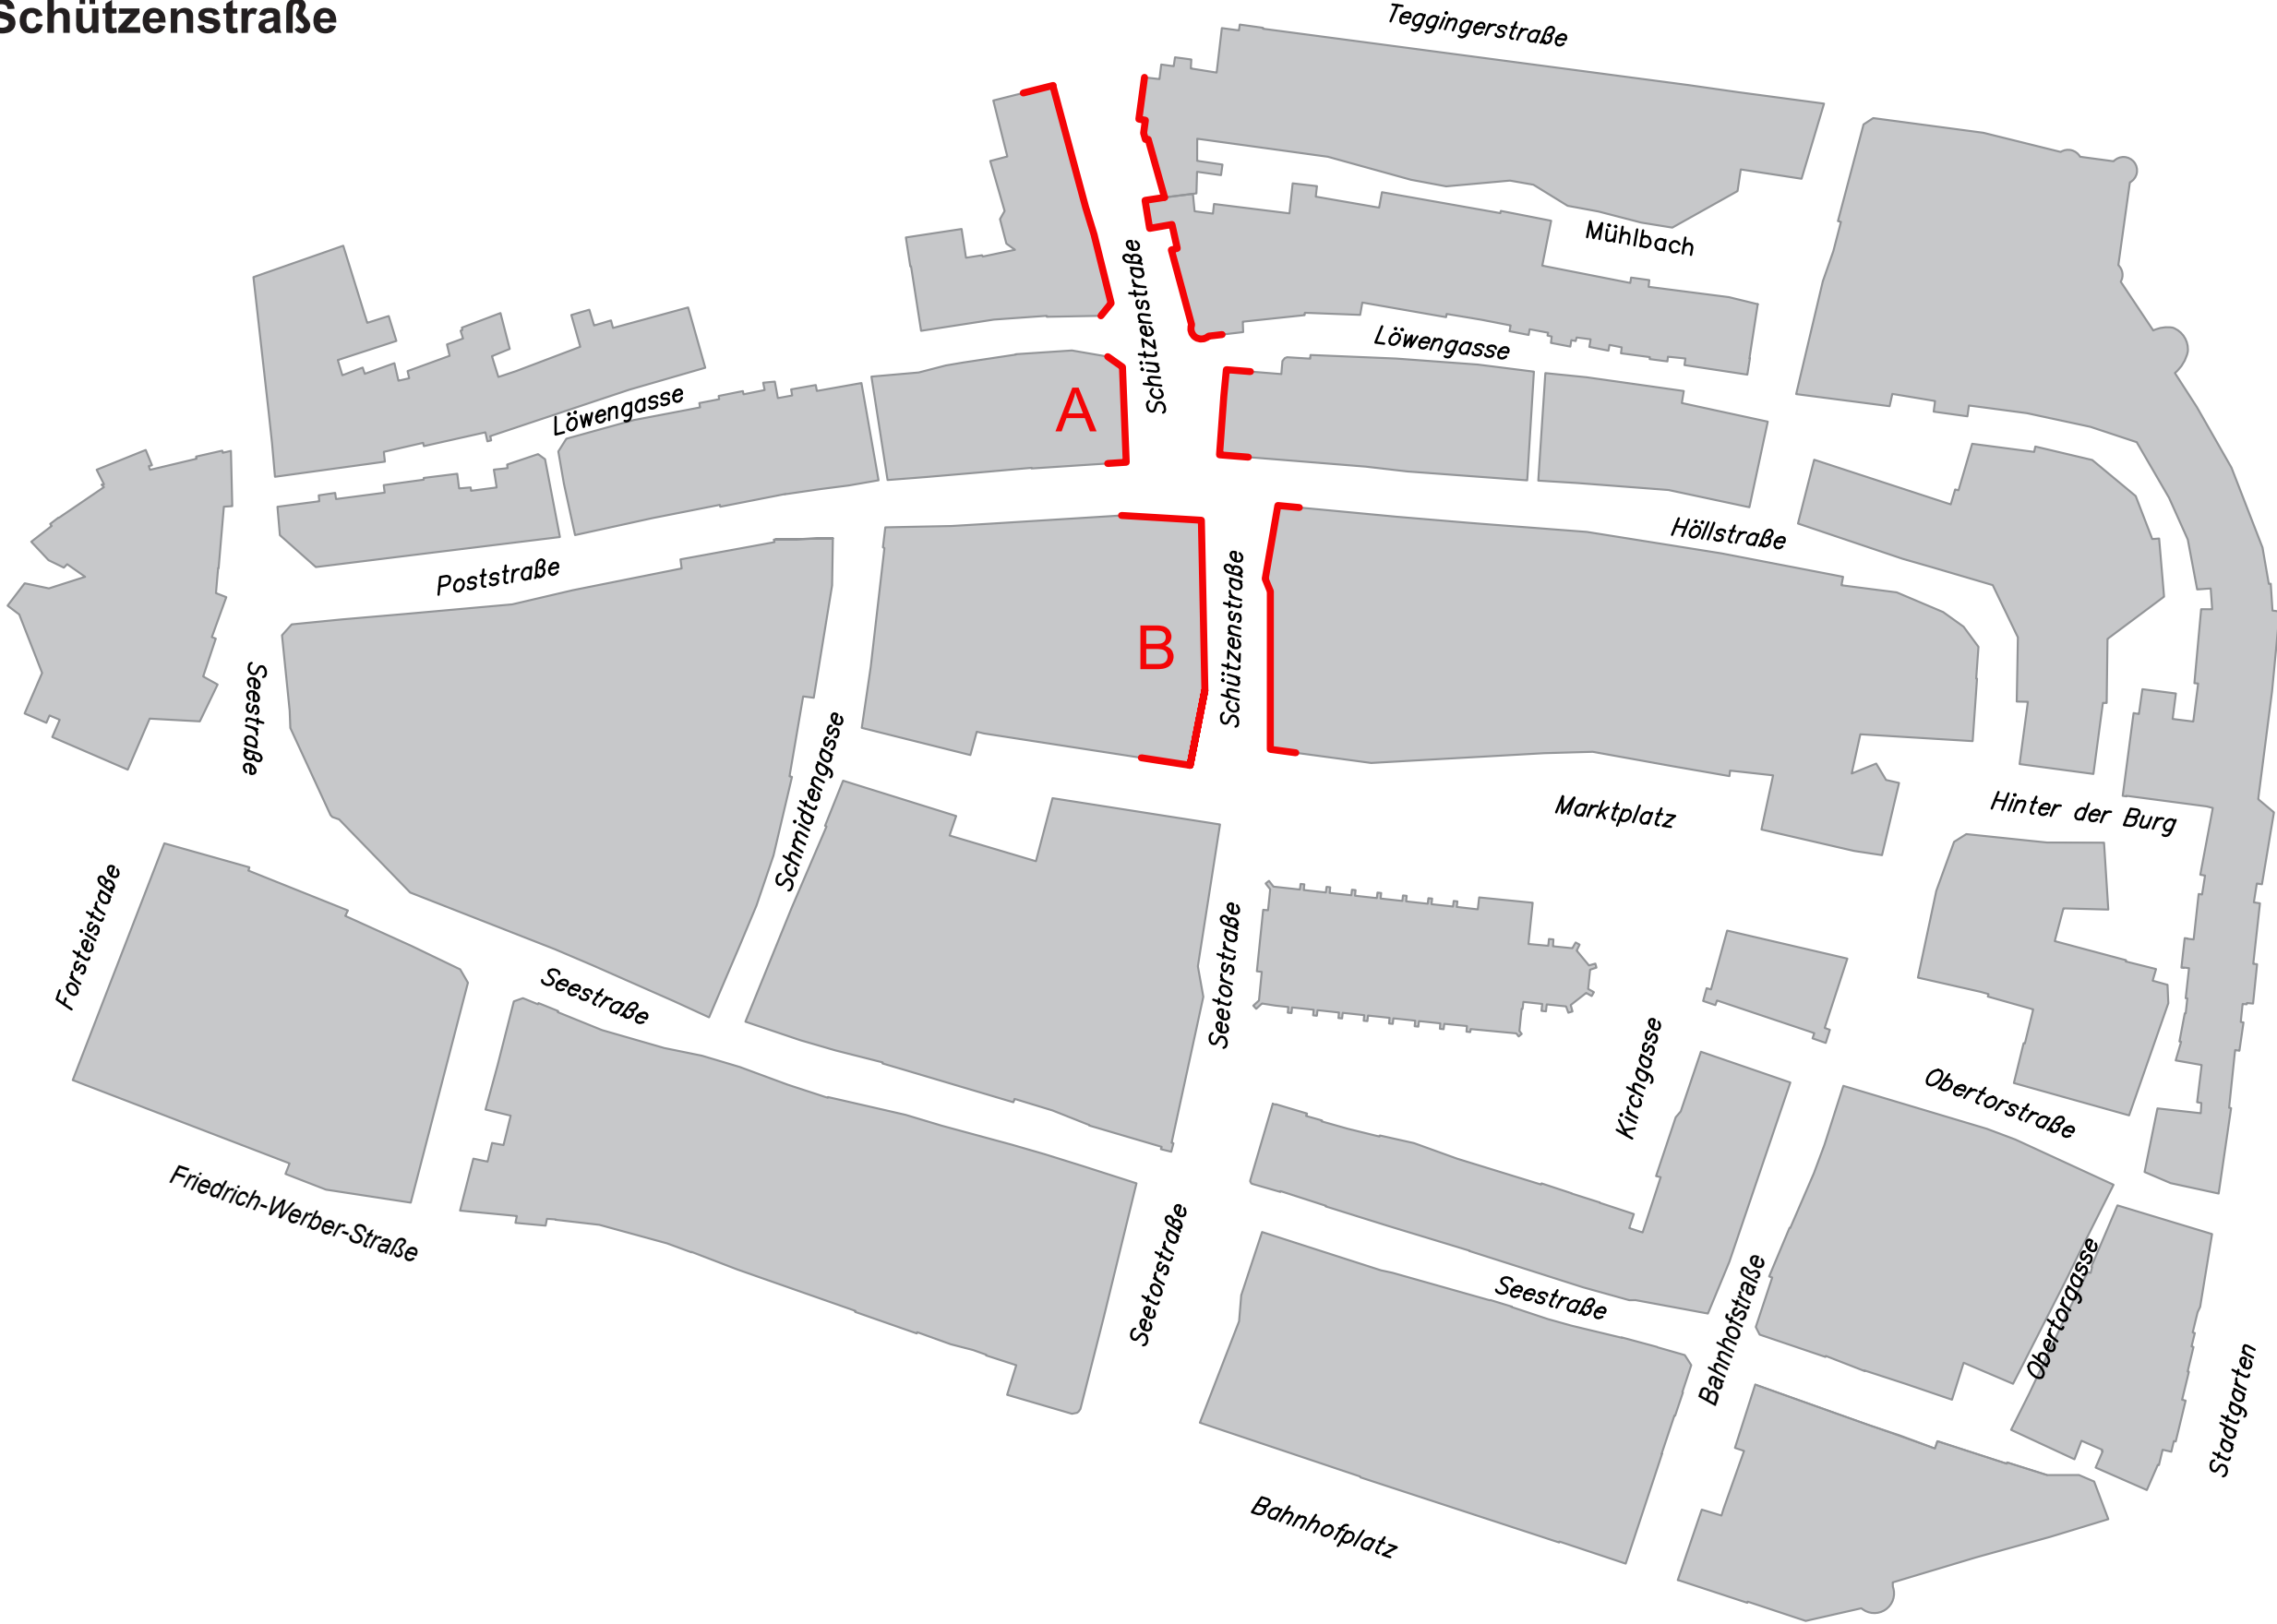 Schützenstraße
Teggingerstraße
Mühlbach
Schützenstraße
Löwengasse
Löwengasse
A
Höllstraße
Poststraße
Schützenstraße
B
Seestraße
Schmidtengasse
Marktplatz
Hinter der Burg
Forsteistraße
Seestraße
Seetorstraße
Kirchgasse
Obertorstraße
Friedrich-Werber-Straße
Seetorstraße
Seestraße
Bahnhofstraße
Obertorgasse
Stadtgarten
Bahnhofplatz